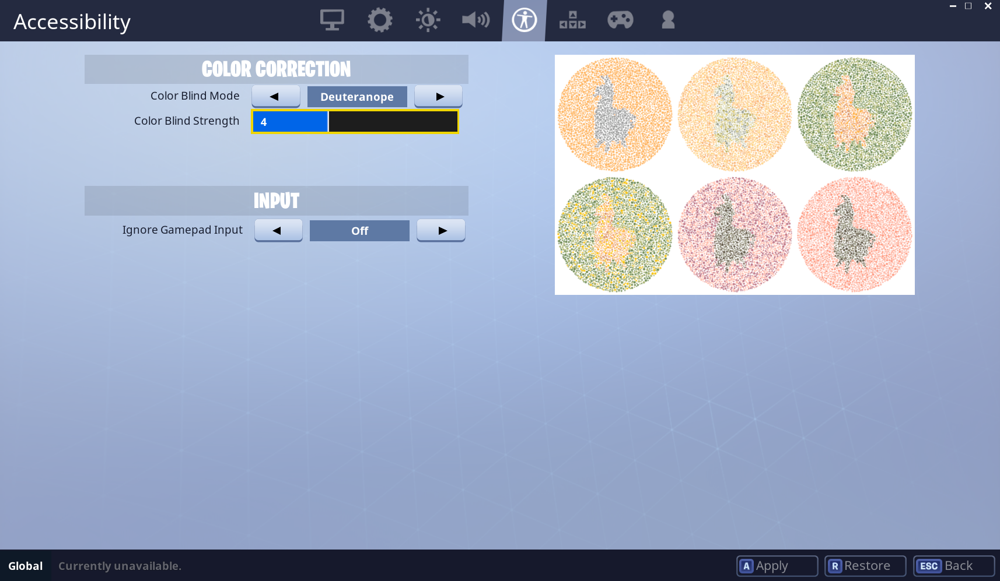 Accessibility
COLOR CORRECTION
Color Blind Mode
Deuteranope
Color Blind Strength
4
INPUT
Ignore Gamepad Input
Off
Global
Currently unavailable.
A Apply
R Restore
ESC Back